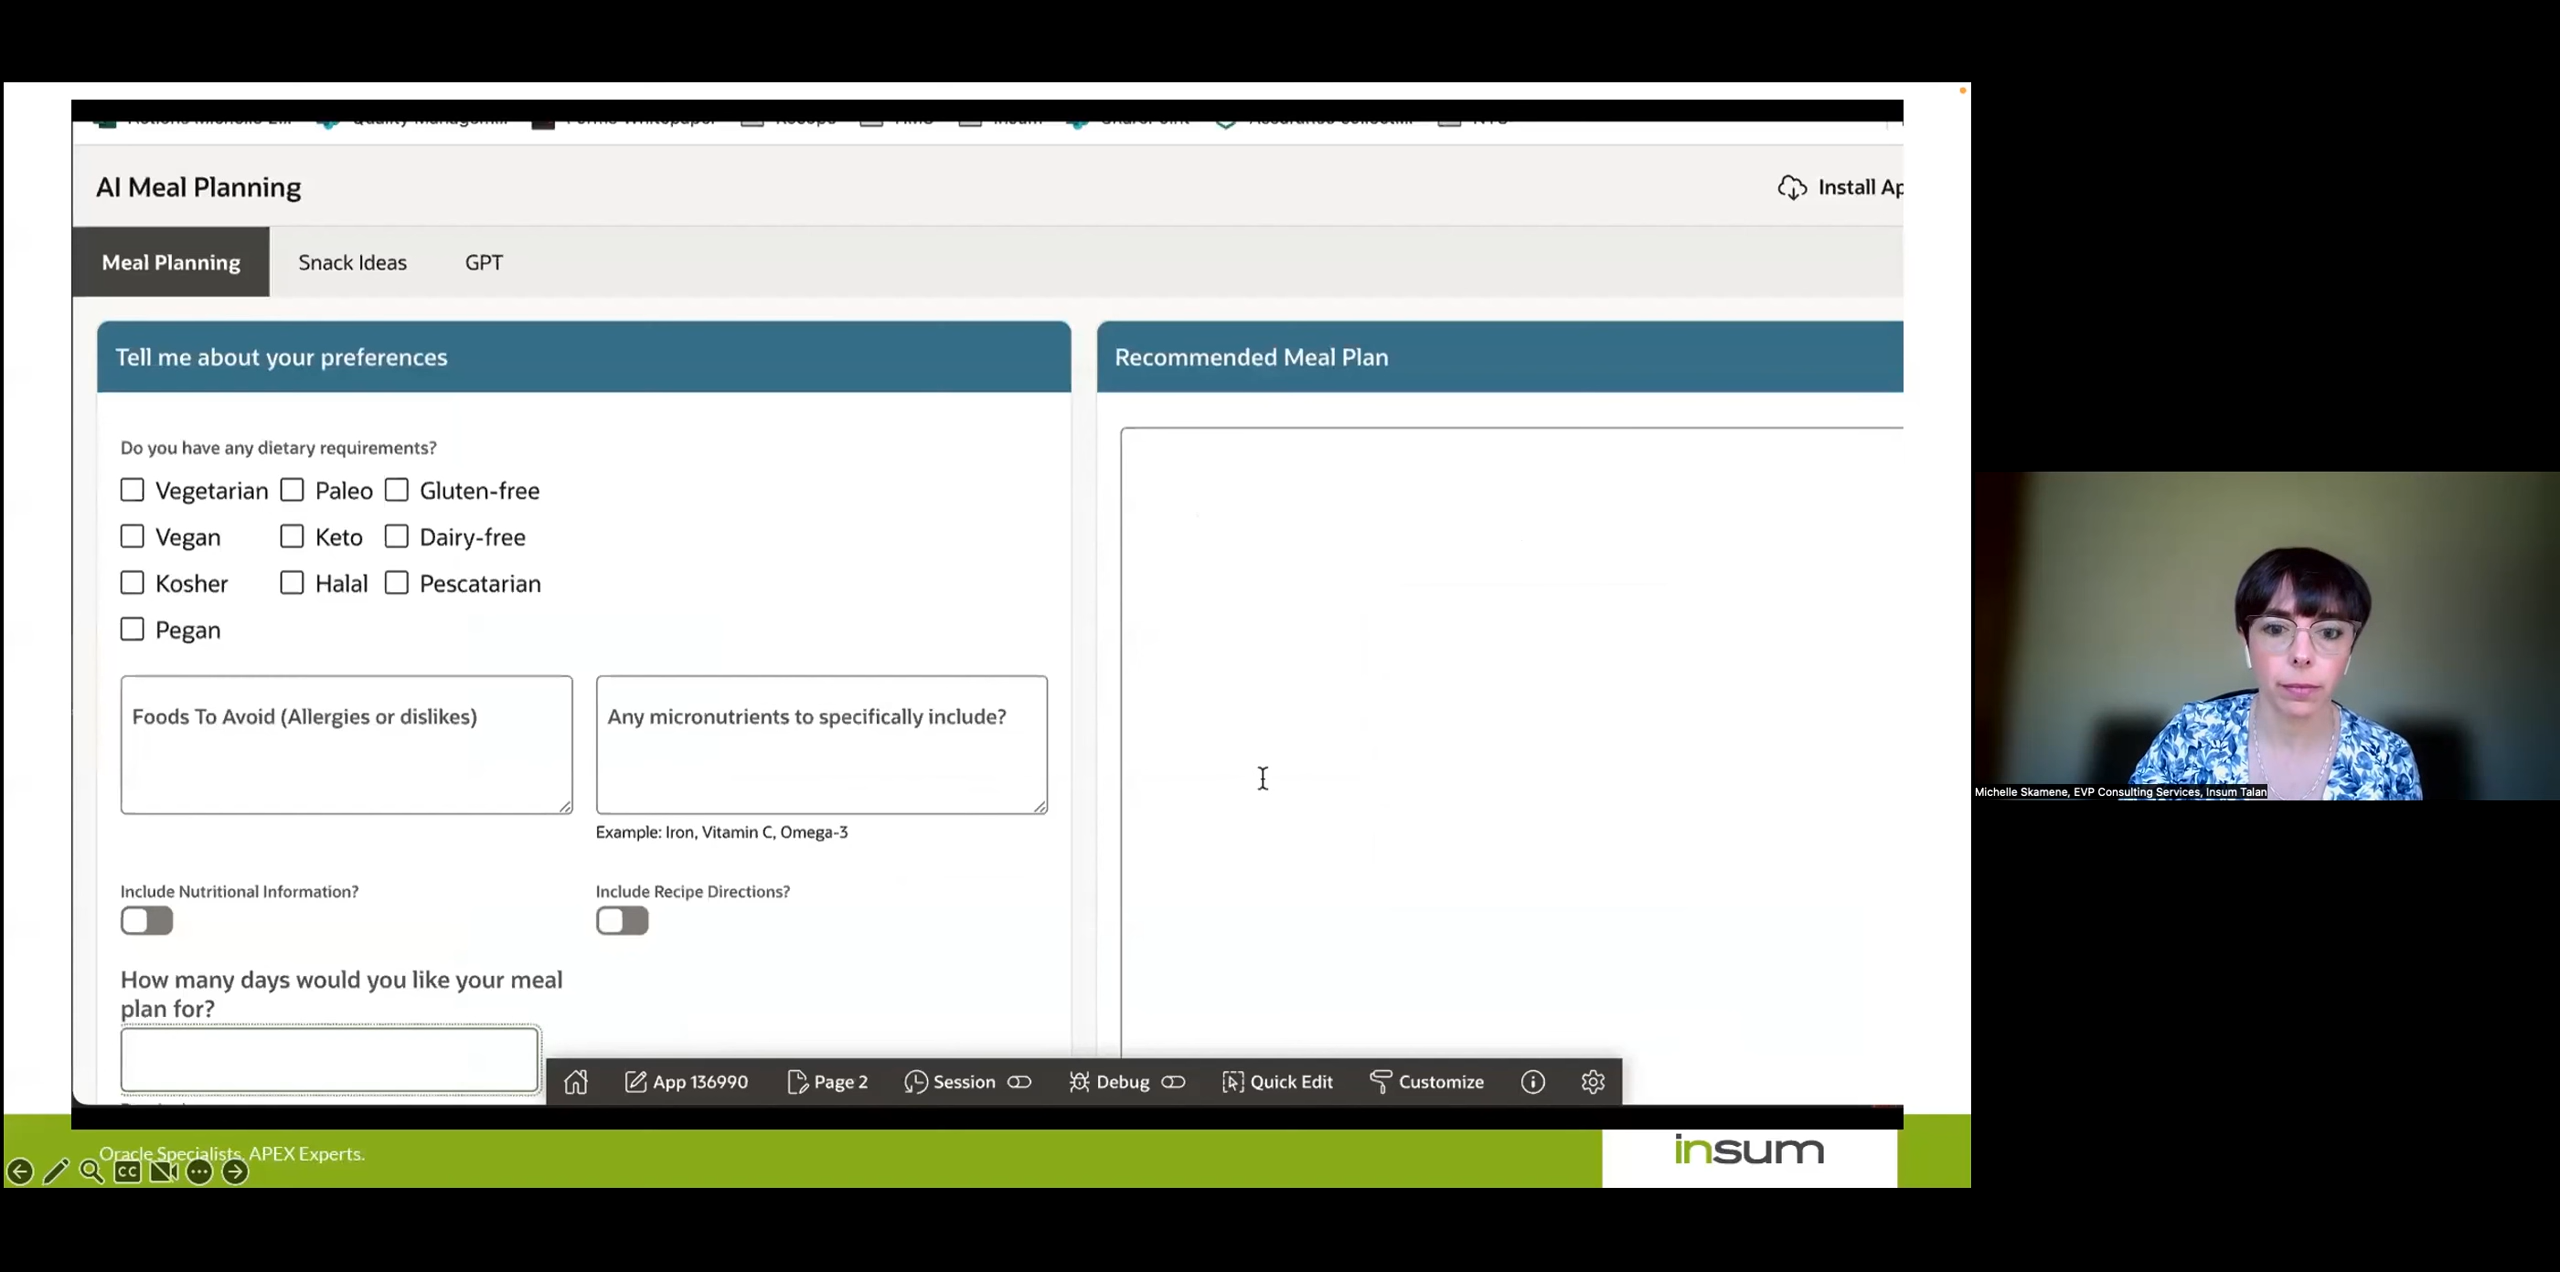 AI Meal Planning
Install Ap
Meal Planning
Snack Ideas
GPT
Tell me about your preferences
Recommended Meal Plan
Do you have any dietary requirements?
Vegetarian Paleo Gluten-free
Vegan Keto Dairy-free
Kosher Halal Pescatarian
Pegan
Foods To Avoid (Allergies or dislikes)
Any micronutrients to specifically include?
Example: Iron, Vitamin C, Omega-3
Include Nutritional Information?
Include Recipe Directions?
How many days would you like your meal
plan for?
App 136990 Page 2 Session Debug Quick Edit Customize
Oracle Specialists. APEX Experts.
CC
insum
Michelle Skamene, EVP Consulting Services, Insum Talan